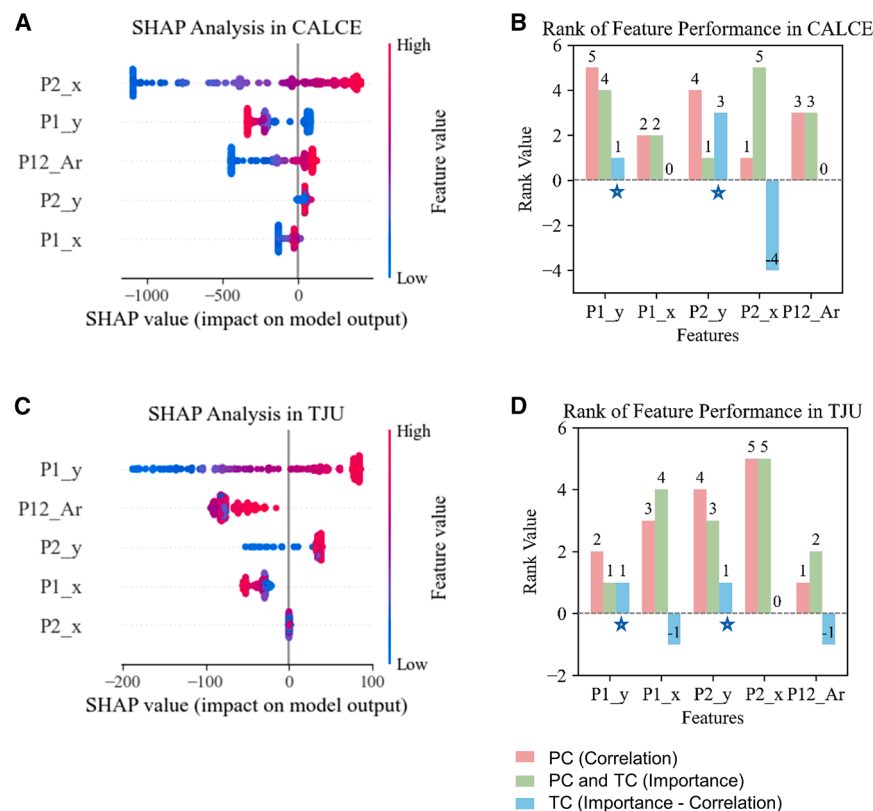 A
SHAP Analysis in CALCE
High
P2_x
P1_y
P12_Ar
P2_y
P1_x
Feature value
Low
−1000
−500
0
SHAP value (impact on model output)
B
Rank of Feature Performance in CALCE
6
4
2
0
−2
−4
Rank Value
5
4
1
2
2
0
4
1
3
1
5
-4
3
3
0
P1_y
P1_x
P2_y
P2_x
P12_Ar
Features
C
SHAP Analysis in TJU
High
P1_y
P12_Ar
P2_y
P1_x
P2_x
Feature value
Low
−200
−100
0
100
SHAP value (impact on model output)
D
Rank of Feature Performance in TJU
6
4
2
0
−2
Rank Value
2
1
1
3
4
-1
4
3
1
5
5
0
1
2
-1
P1_y
P1_x
P2_y
P2_x
P12_Ar
Features
PC (Correlation)
PC and TC (Importance)
TC (Importance - Correlation)